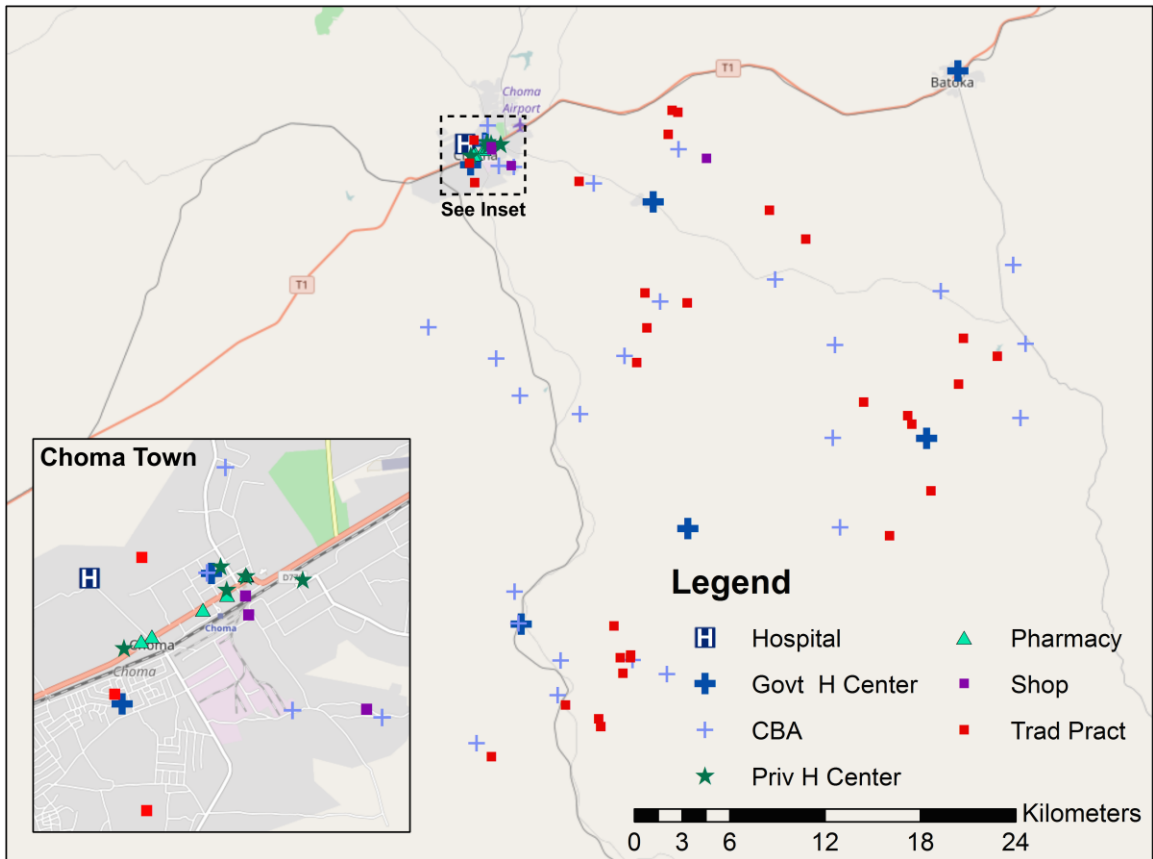 T1
Batoka
Choma
Airport
H
See Inset
T1
Choma Town
H
D77
Choma
Choma
Choma
Legend
H Hospital
Govt H Center
CBA
Priv H Center
Pharmacy
Shop
Trad Pract
Kilometers
0 3 6 12 18 24